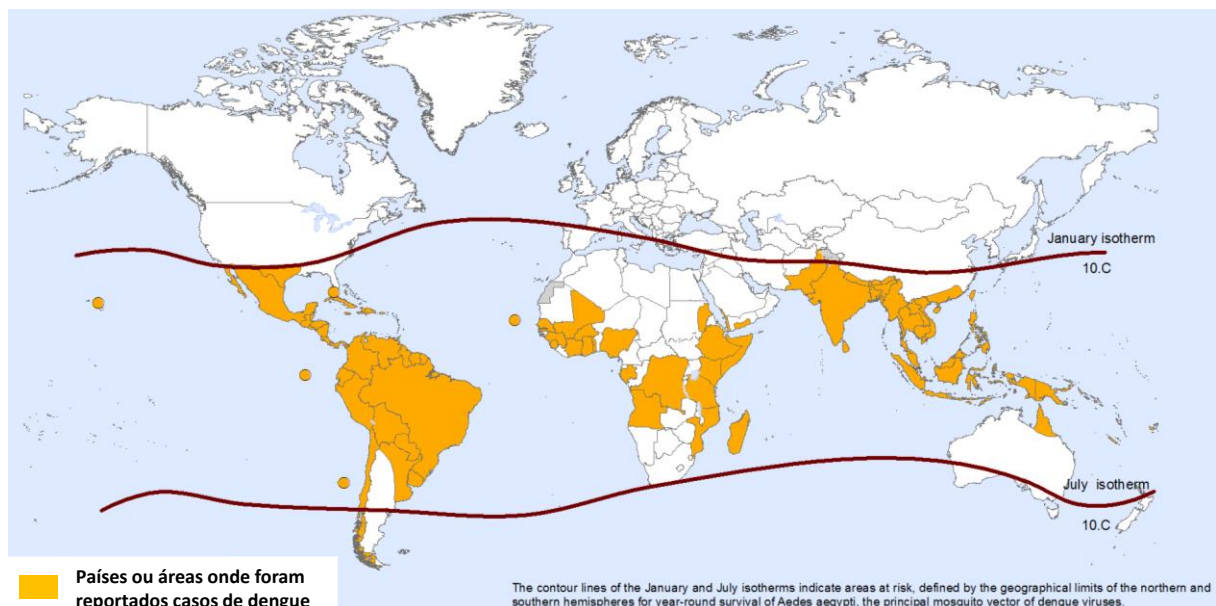 January isotherm
10.C
July isotherm
10.C
Países ou áreas onde foram
reportados casos de dengue
The contour lines of the January and July isotherms indicate areas at risk, defined by the geographical limits of the northern and
southern hemispheres for year-round survival of Aedes aegypti, the principal mosquito vector of dengue viruses.